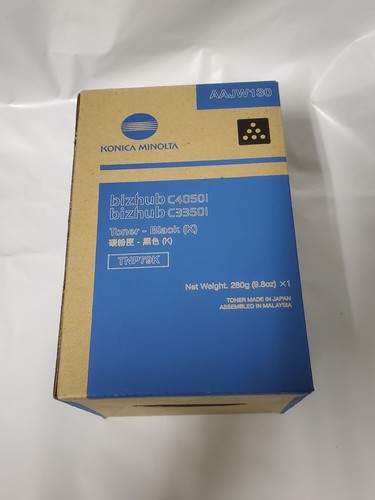 AAJW130
KONICA MINOLTA
bizhub C4050i
bizhub C3350i
Toner - Black (K)
碳粉匣 - 黑色 (K)
TNP79K
Net Weight. 280g (9.8oz) ×1
TONER MADE IN JAPAN
ASSEMBLED IN MALAYSIA